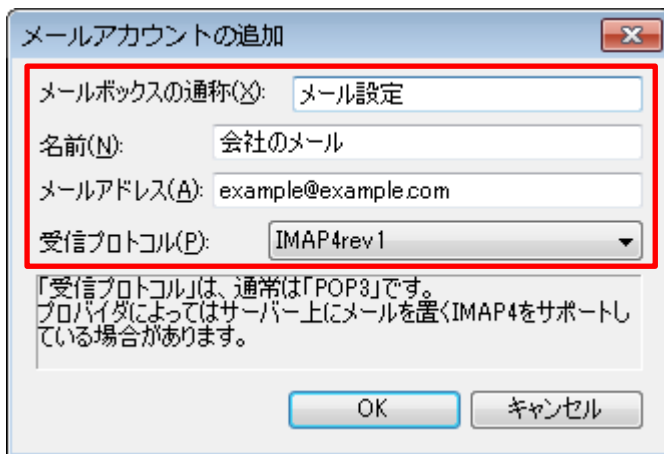 メールアカウントの追加
メールボックスの通称(X): メール設定
名前(N): 会社のメール
メールアドレス(A): example@example.com
受信プロトコル(P): IMAP4rev1
「受信プロトコル」は、通常は「POP3」です。
プロバイダによってはサーバー上にメールを置くIMAP4をサポートし
ている場合があります。
OK キャンセル